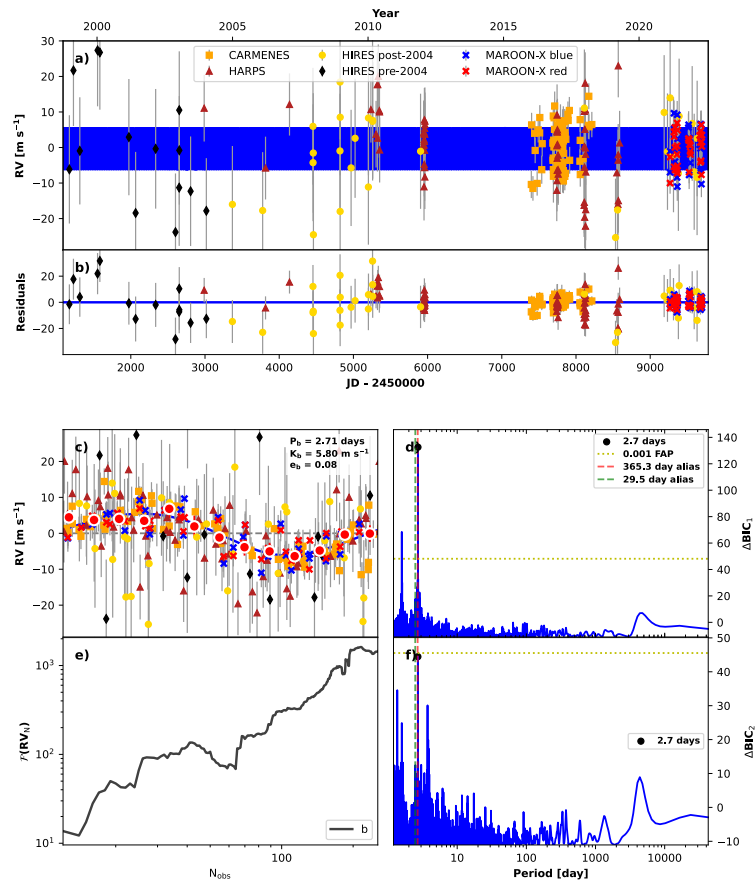 Year
2000 2005 2010 2015 2020
a)
CARMENES HIRES post-2004 MAROON-X blue
HARPS HIRES pre-2004 MAROON-X red
RV [m s⁻¹]
30
20
10
0
−10
−20
b)
Residuals
20
0
−20
2000 3000 4000 5000 6000 7000 8000 9000
JD - 2450000
c)
P_b = 2.71 days
K_b = 5.80 m s⁻¹
e_b = 0.08
RV [m s⁻¹]
20
10
0
−10
−20
d)
2.7 days
0.001 FAP
365.3 day alias
29.5 day alias
140
120
100
80
60
40
20
0
ΔBIC₁
e)
ℱ(RV_N)
10³
10²
10¹
b
100
N_obs
f)
2.7 days
50
40
30
20
10
0
−10
ΔBIC₂
10 100 1000 10000
Period [day]